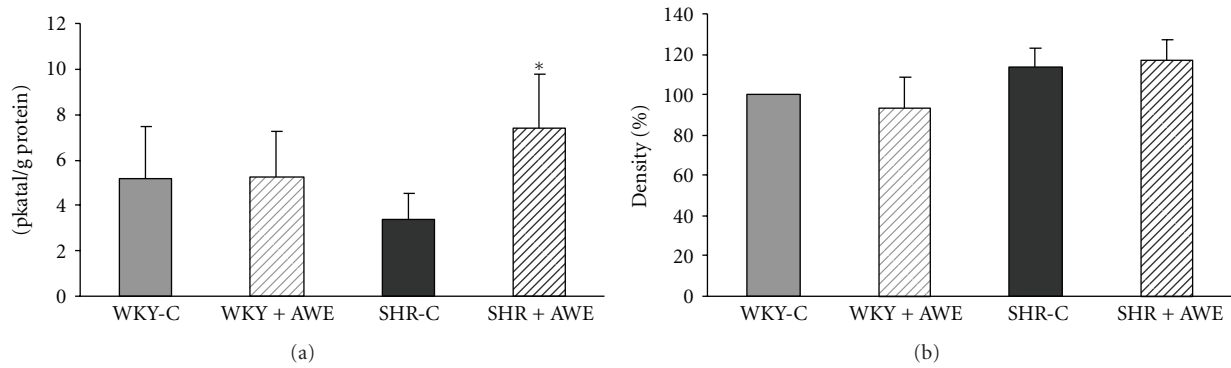 12
10
8
6
4
2
0
(pkatal/g protein)
*
WKY-C WKY + AWE SHR-C SHR + AWE
(a)
140
120
100
80
60
40
20
0
Density (%)
WKY-C WKY + AWE SHR-C SHR + AWE
(b)